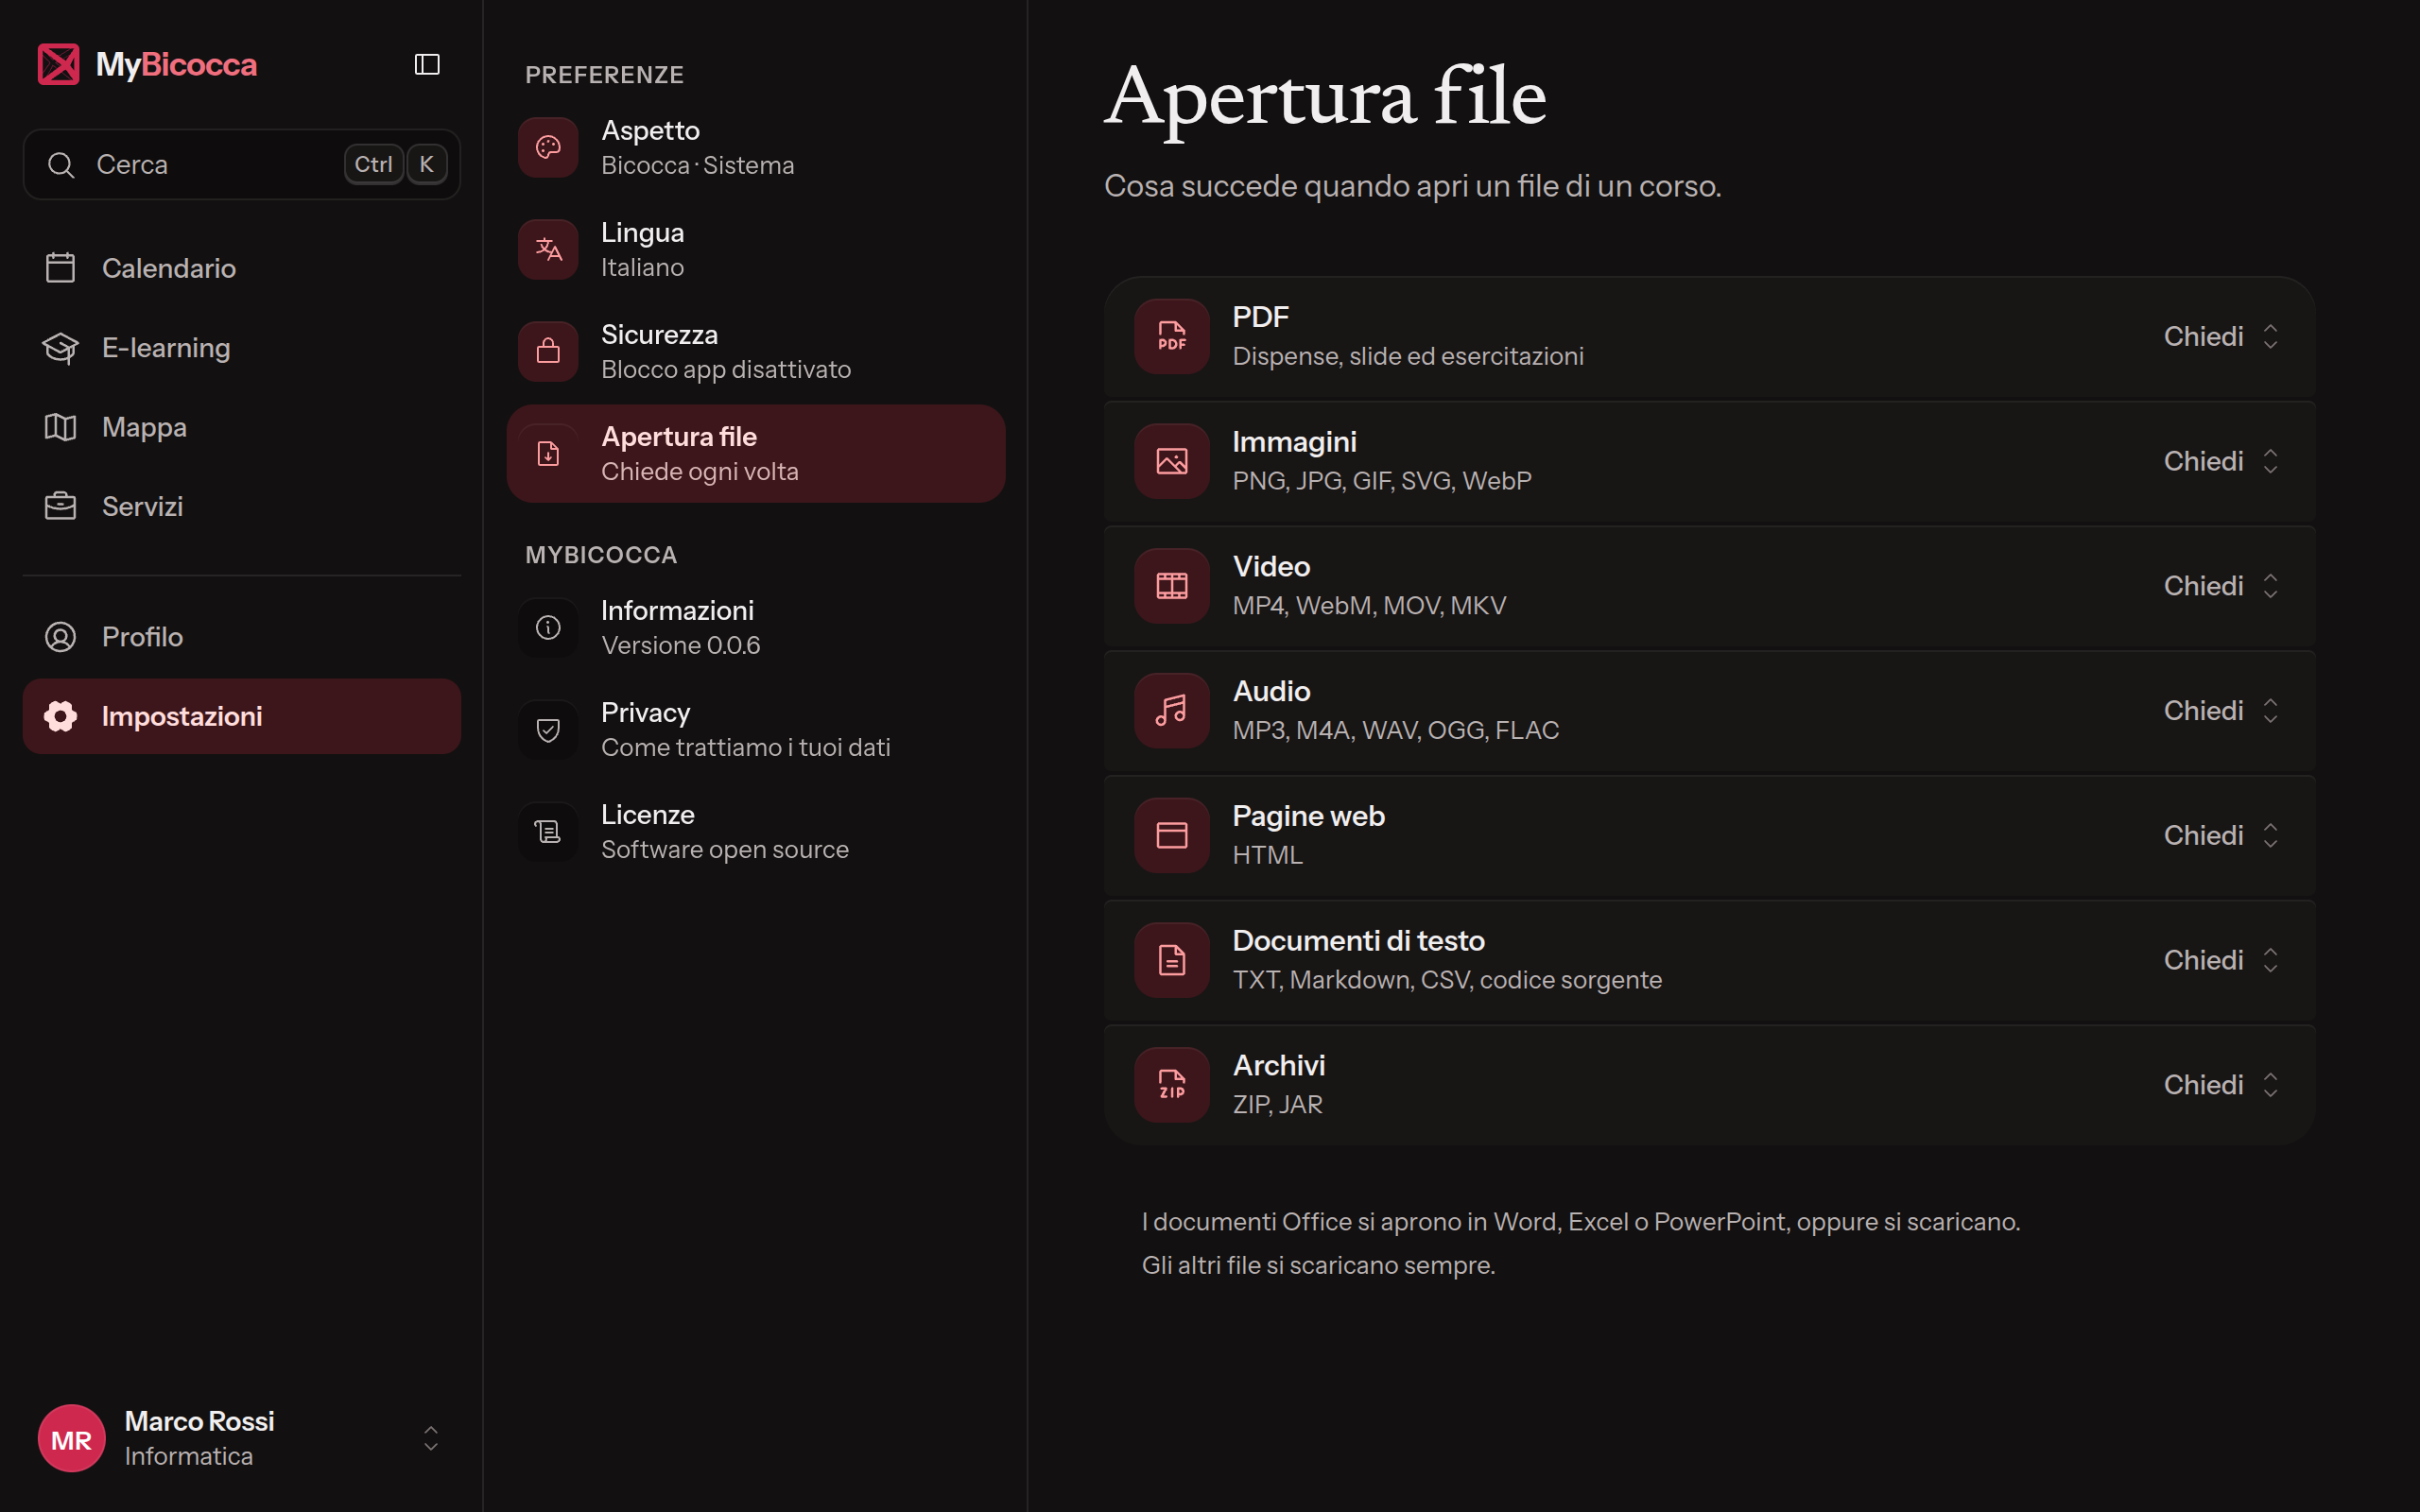 MyBicocca
Cerca
Ctrl K
Calendario
E-learning
Mappa
Servizi
Profilo
Impostazioni
MR
Marco Rossi
Informatica
PREFERENZE
Aspetto
Bicocca · Sistema
Lingua
Italiano
Sicurezza
Blocco app disattivato
Apertura file
Chiede ogni volta
MYBICOCCA
Informazioni
Versione 0.0.6
Privacy
Come trattiamo i tuoi dati
Licenze
Software open source
Apertura file
Cosa succede quando apri un file di un corso.
PDF
PDF
Dispense, slide ed esercitazioni
Chiedi
Immagini
PNG, JPG, GIF, SVG, WebP
Chiedi
Video
MP4, WebM, MOV, MKV
Chiedi
Audio
MP3, M4A, WAV, OGG, FLAC
Chiedi
Pagine web
HTML
Chiedi
Documenti di testo
TXT, Markdown, CSV, codice sorgente
Chiedi
ZIP
Archivi
ZIP, JAR
Chiedi
I documenti Office si aprono in Word, Excel o PowerPoint, oppure si scaricano.
Gli altri file si scaricano sempre.